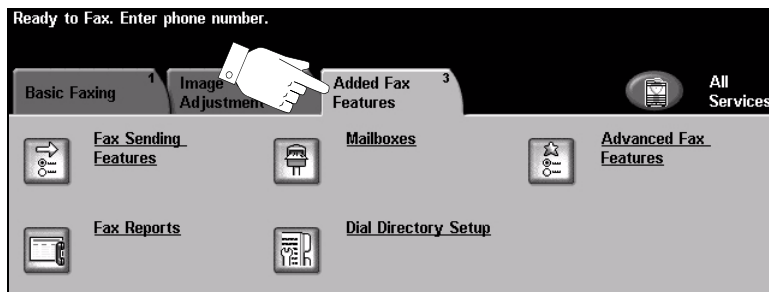 Ready to Fax. Enter phone number.
Basic Faxing 1
Image
Adjustment
Added Fax 3
Features
All
Services
Fax Sending
Features
Mailboxes
Advanced Fax
Features
Fax Reports
Dial Directory Setup